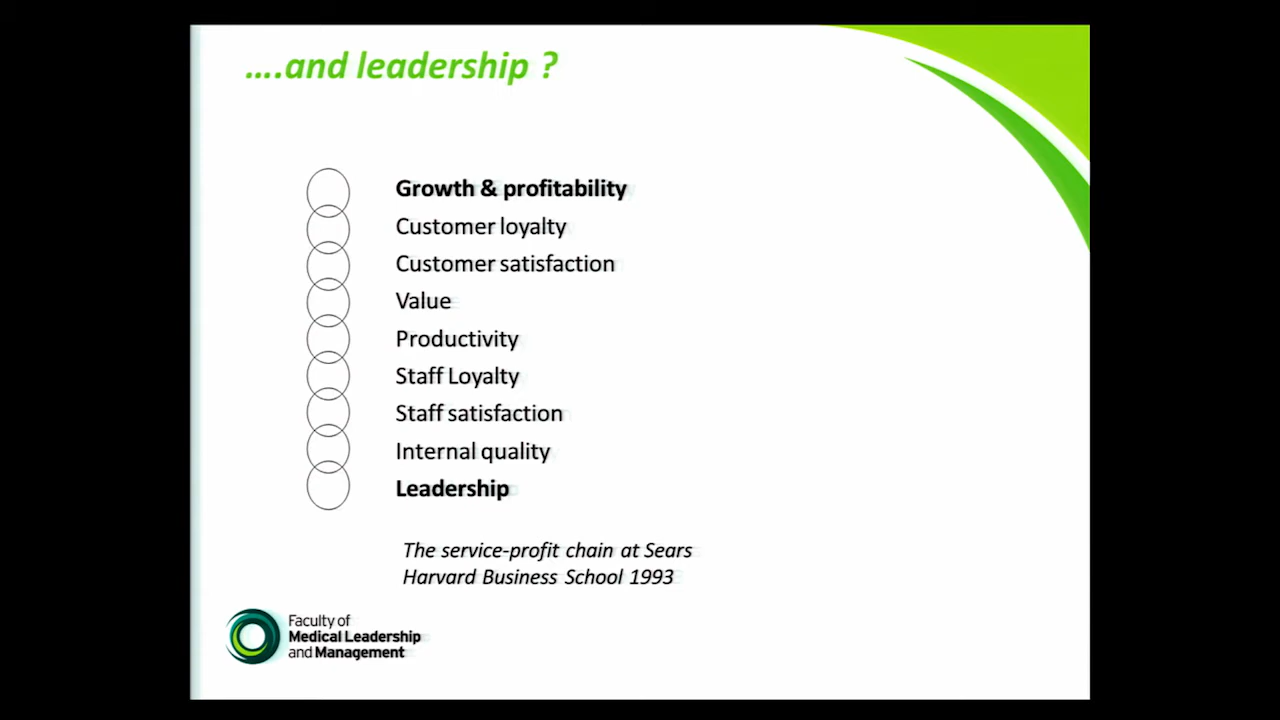 ….and leadership ?
Growth & profitability
Customer loyalty
Customer satisfaction
Value
Productivity
Staff Loyalty
Staff satisfaction
Internal quality
Leadership
The service-profit chain at Sears
Harvard Business School 1993
Faculty of
Medical Leadership
and Management